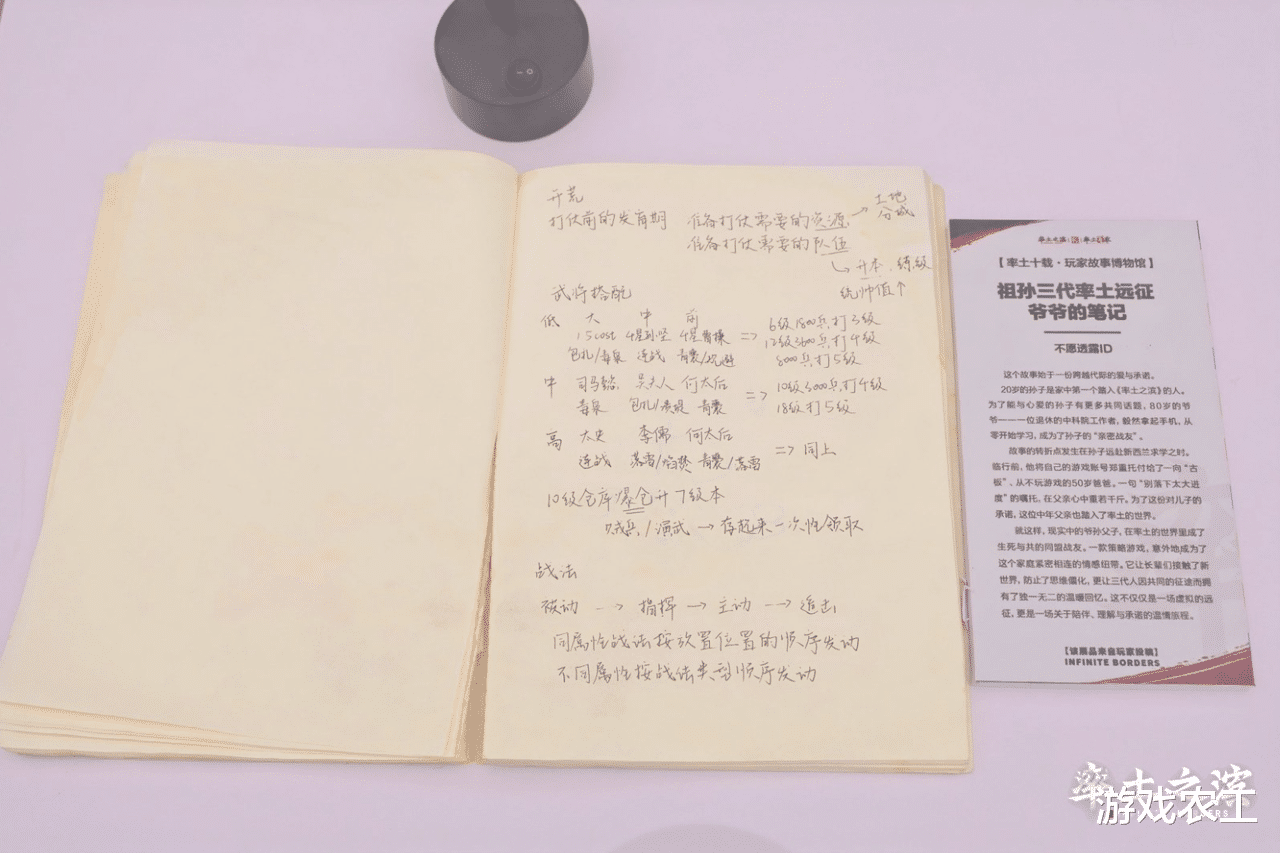 开荒
打仗前的发育期 准备打仗需要的资源 → 土地 分城
准备打仗需要的队伍
↳ 升本、练级
统帅值↑
武将搭配
低 大 中 前
1.5cost 4星孙坚 4星曹操 => 6级1800兵打3级
包扎/毒泉 连战 青囊/ 12级3600兵打4级
8000兵打5级
中 司马懿 吴夫人 何太后 => 10级3000兵打4级
毒泉 包扎/ 青囊 18级打5级
高 太史 李儒 何太后 => 同上
连战 落雷/焰焚 青囊/落雷
10级仓库爆仓升7级本
贼兵/演武 → 存起来一次性领取
战法
被动 → 指挥 → 主动 → 追击
同属性战法按放置位置的顺序发动
不同属性按战法类型顺序发动
率土之滨
【率土十载·玩家故事博物馆】
祖孙三代率土远征
爷爷的笔记
不愿透露ID
这个故事始于一份跨越代际的爱与承诺。
20岁的孙子是家中第一个踏入《率土之滨》的人。
为了能与心爱的孙子有更多共同话题，80岁的爷
爷——一位退休的中科院工作者，毅然拿起手机，从
零开始学习，成为了孙子的“亲密战友”。
故事的转折点发生在孙子远赴新西兰求学之时。
临行前，他将自己的游戏账号郑重托付给了一向“古
板”、从不玩游戏的50岁爸爸。一句“别落下太大进
度”的嘱托，在父亲心中重若千斤。为了这份对儿子的
承诺，这位中年父亲也踏入了率土的世界。
就这样，现实中的爷孙父子，在率土的世界里成了
生死与共的同盟战友。一款策略游戏，意外地成为了
这个家庭紧密相连的情感纽带。它让长辈们接触了新
世界，防止了思维僵化，更让三代人因共同的征途而拥
有了独一无二的温暖回忆。这不仅仅是一场虚拟的远
征，更是一场关于陪伴、理解与承诺的温情旅程。
【该展品来自玩家投稿】
INFINITE BORDERS
率土之滨
游戏农工